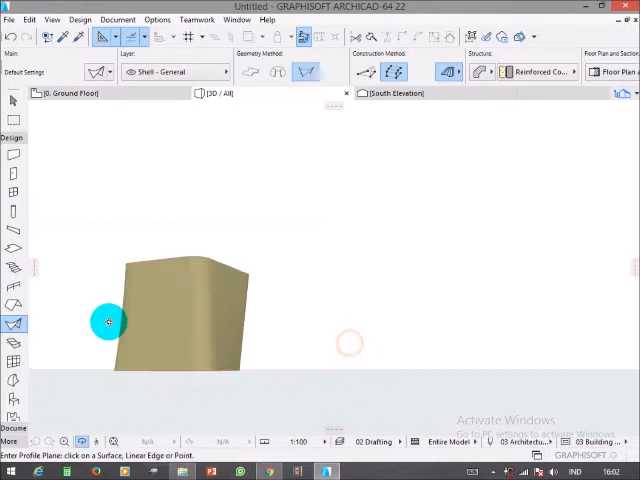 Untitled - GRAPHISOFT ARCHICAD-64 22
File Edit View Design Document Options Teamwork Window Help
Main: Layer: Geometry Method: Construction Method: Structure: Floor Plan and Section
Default Settings Shell - General Reinforced Co... Floor Plan a
[0. Ground Floor] [3D / All] [South Elevation]
Design
Docume
More
Activate Windows
Go to PC settings to activate Windows.
N/A N/A 1:100 02 Drafting Entire Model 03 Architectu... 03 Building ...
Enter Profile Plane: click on a Surface, Linear Edge or Point. GRAPHISOFT
IND 16:02